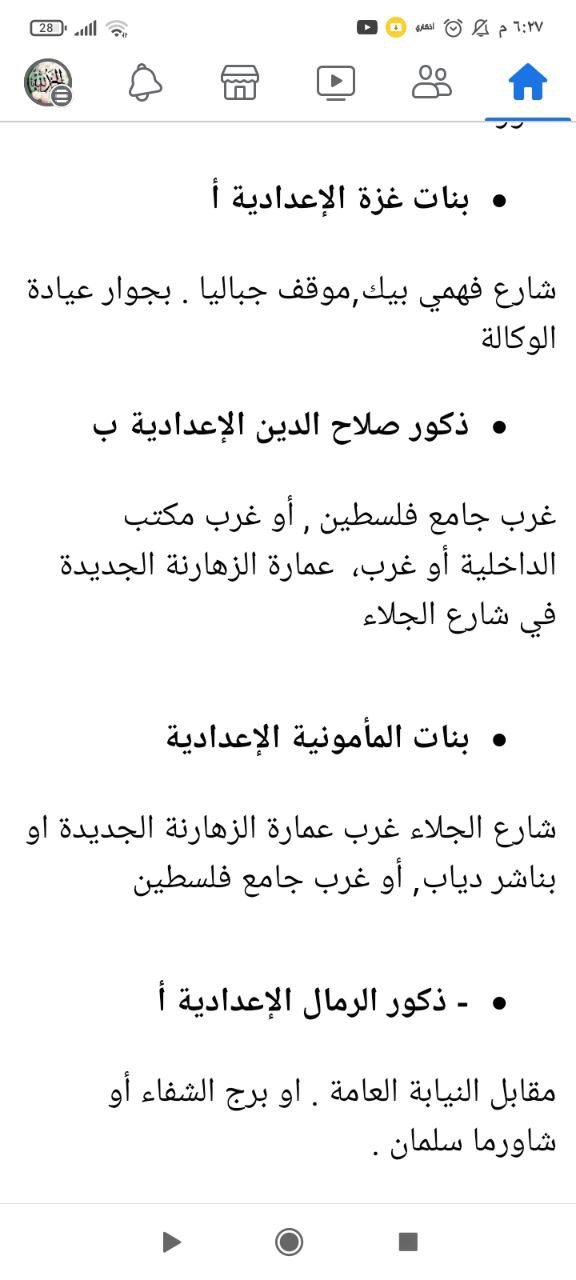 ٦:٢٧ م
اذكاري
28
• بنات غزة الإعدادية أ
شارع فهمي بيك,موقف جباليا . بجوار عيادة
الوكالة
• ذكور صلاح الدين الإعدادية ب
غرب جامع فلسطين , أو غرب مكتب
الداخلية أو غرب، عمارة الزهارنة الجديدة
في شارع الجلاء
• بنات المأمونية الإعدادية
شارع الجلاء غرب عمارة الزهارنة الجديدة او
بناشر دياب, أو غرب جامع فلسطين
• - ذكور الرمال الإعدادية أ
مقابل النيابة العامة . او برج الشفاء أو
شاورما سلمان .